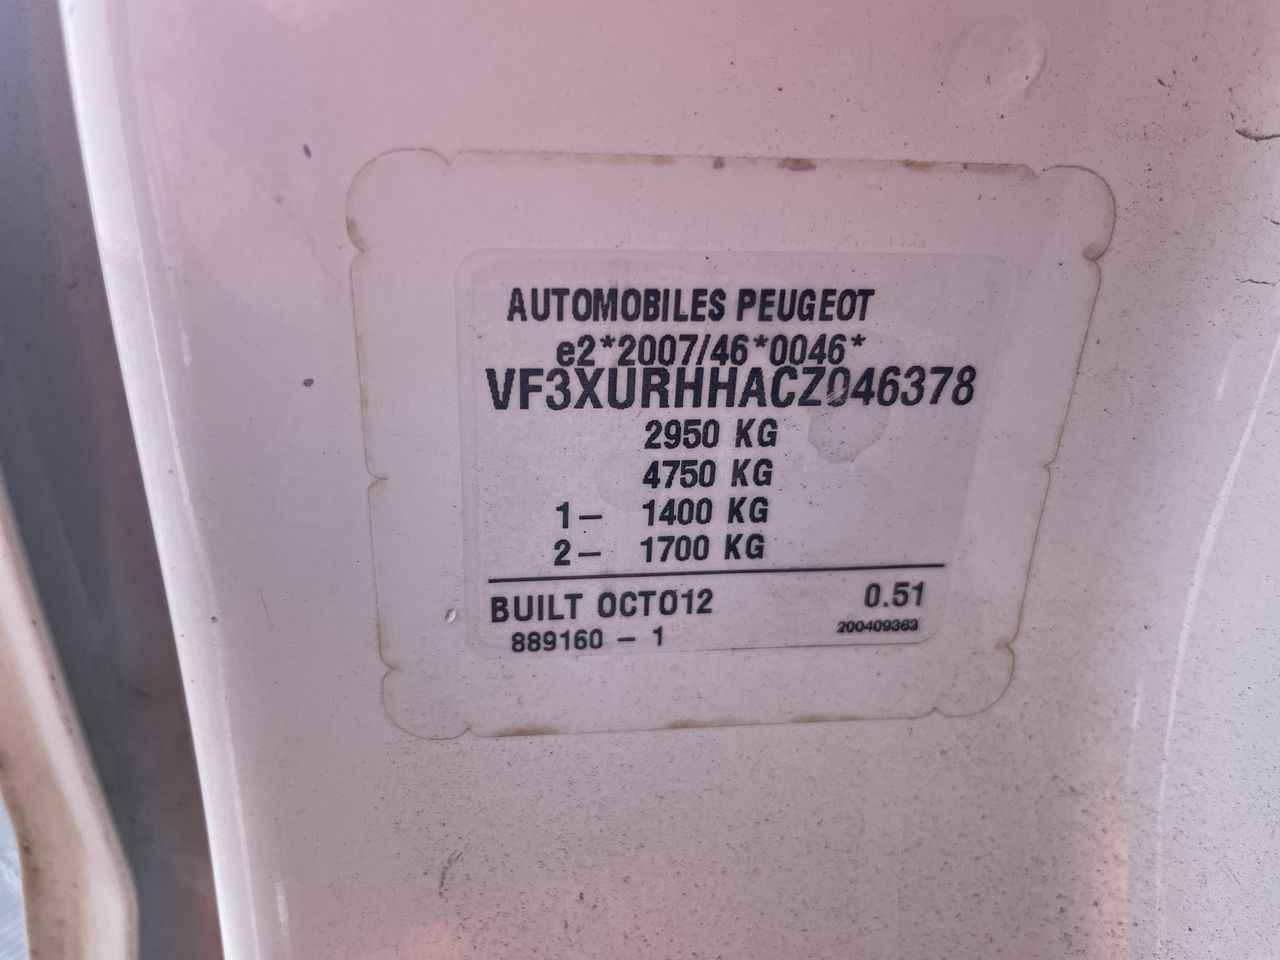 AUTOMOBILES PEUGEOT
e2*2007/46*0046*
VF3XURHHACZ046378
2950 KG
4750 KG
1- 1400 KG
2- 1700 KG
BUILT OCTO12 0.51
889160 - 1 200409363